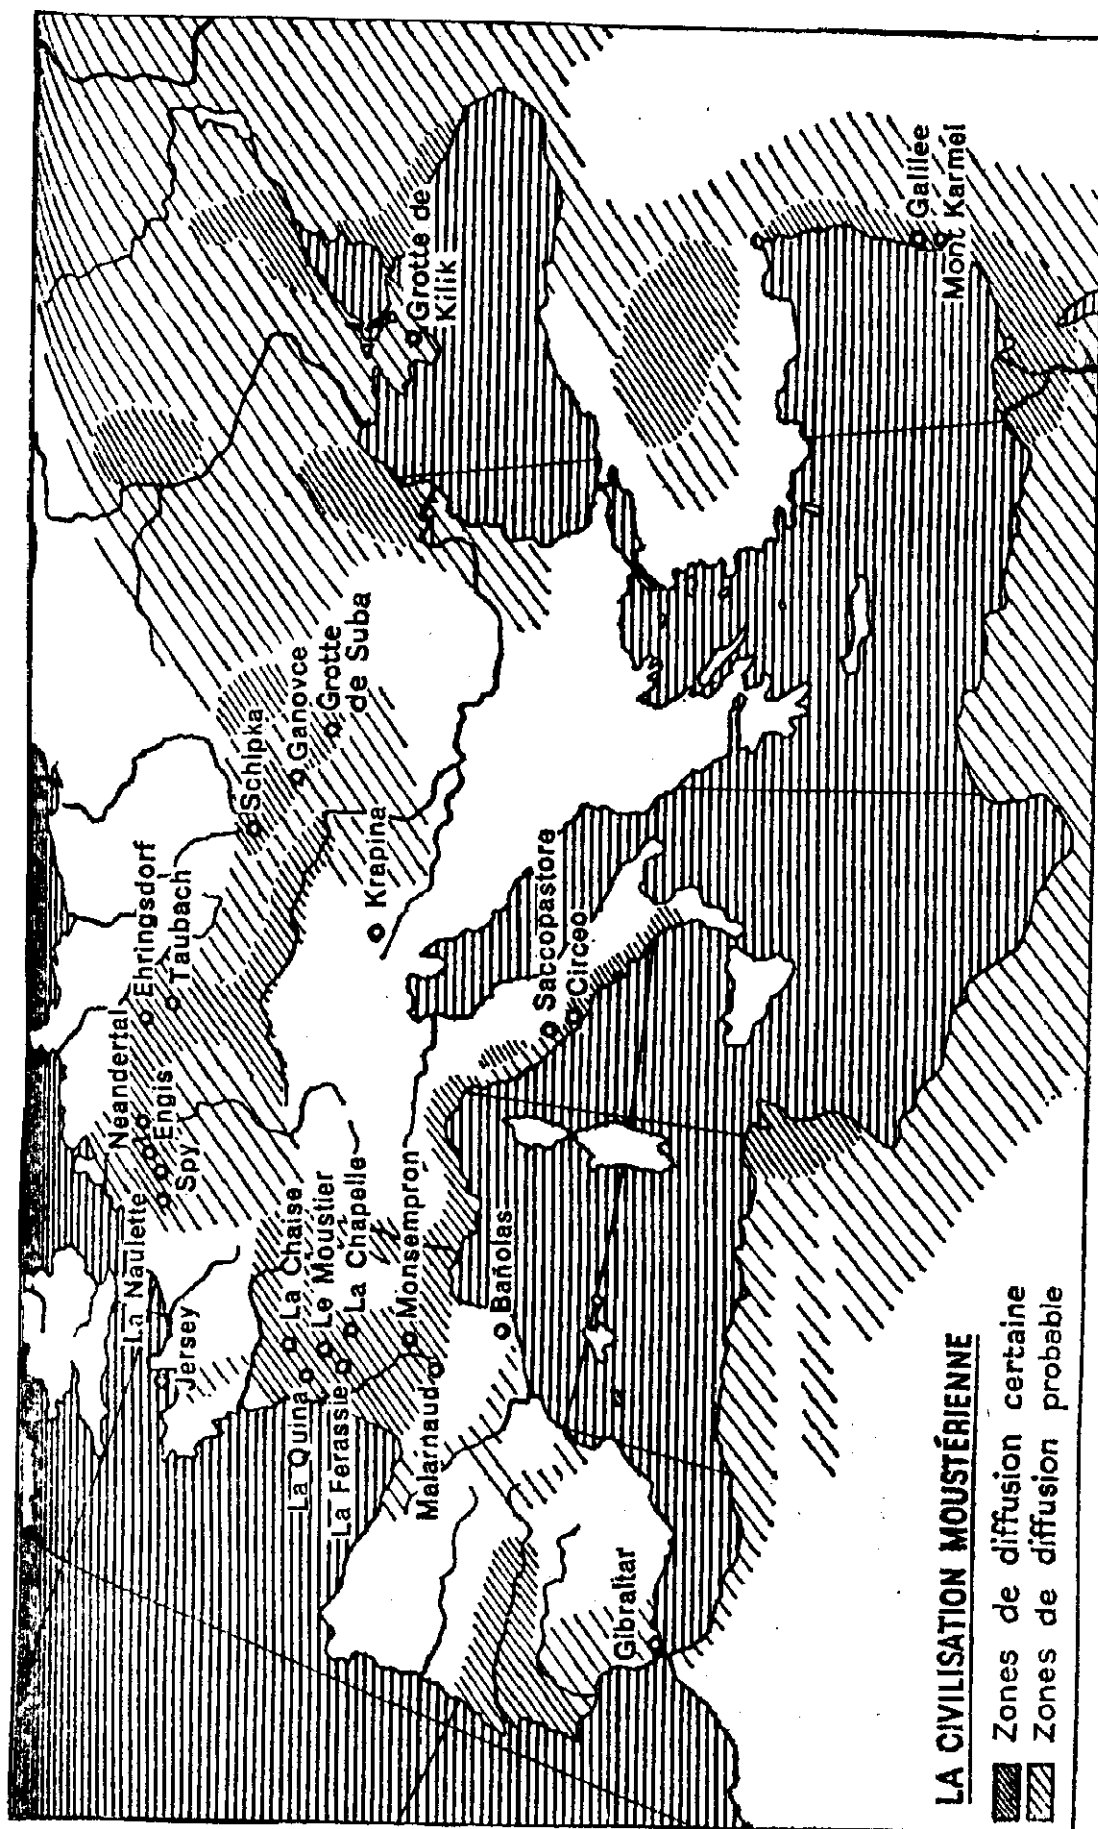 Jersey
La Naulette
Spy
Engis
Neandertal
Ehringsdorf
Taubach
Schipka
Ganovce
Grotte
de Suba
La Chaise
La Quina
Le Moustier
La Ferassie
La Chapelle
Monsempron
Malarnaud
Bañolas
Krapina
Saccopastore
Circeo
Gibraltar
Grotte de
Kilik
Galilée
Mont Karmél
LA CIVILISATION MOUSTÉRIENNE
Zones de diffusion certaine
Zones de diffusion probable